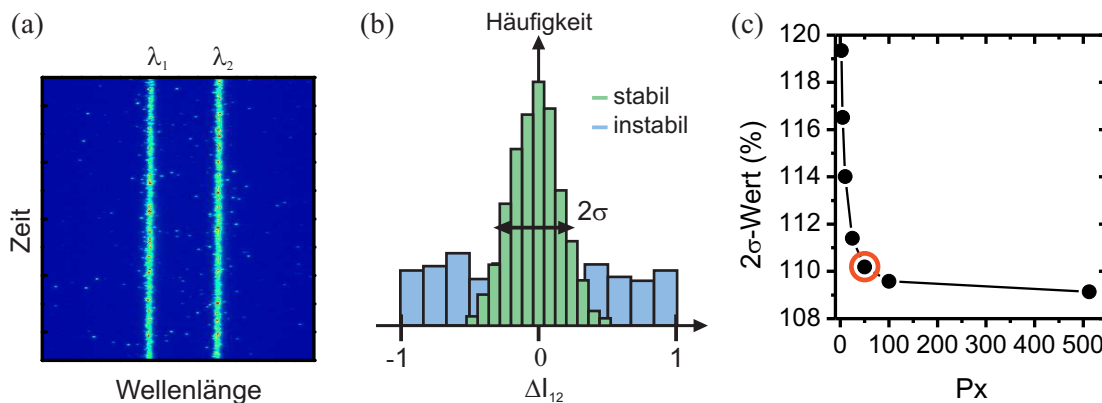 (a)
λ₁ λ₂
Zeit
Wellenlänge
(b)
Häufigkeit
stabil
instabil
2σ
-1 0 1
ΔI₁₂
(c)
2σ-Wert (%)
120
118
116
114
112
110
108
0 100 200 300 400 500
Px